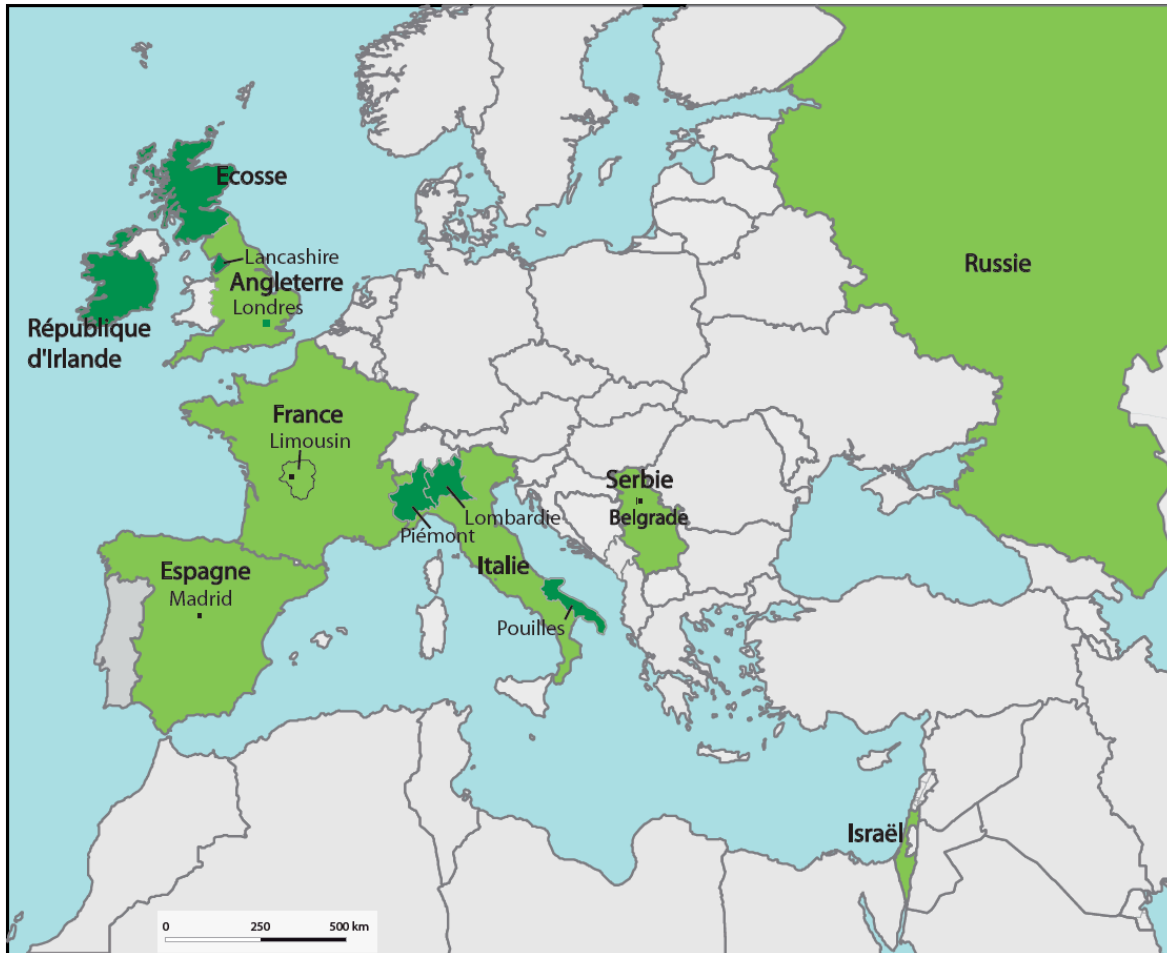 Ecosse
Lancashire
Angleterre
Londres
République
d'Irlande
Russie
France
Limousin
Serbie
Belgrade
Lombardie
Piémont
Italie
Espagne
Madrid
Pouilles
Israël
0 250 500 km